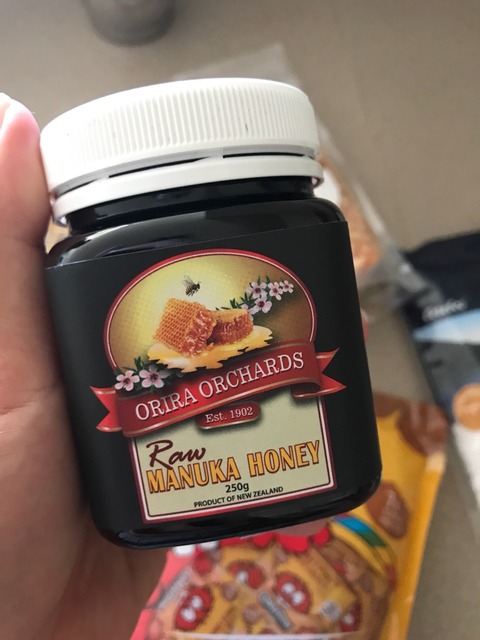 ORIRA ORCHARDS
Est. 1902
Raw
MANUKA HONEY
250g
PRODUCT OF NEW ZEALAND